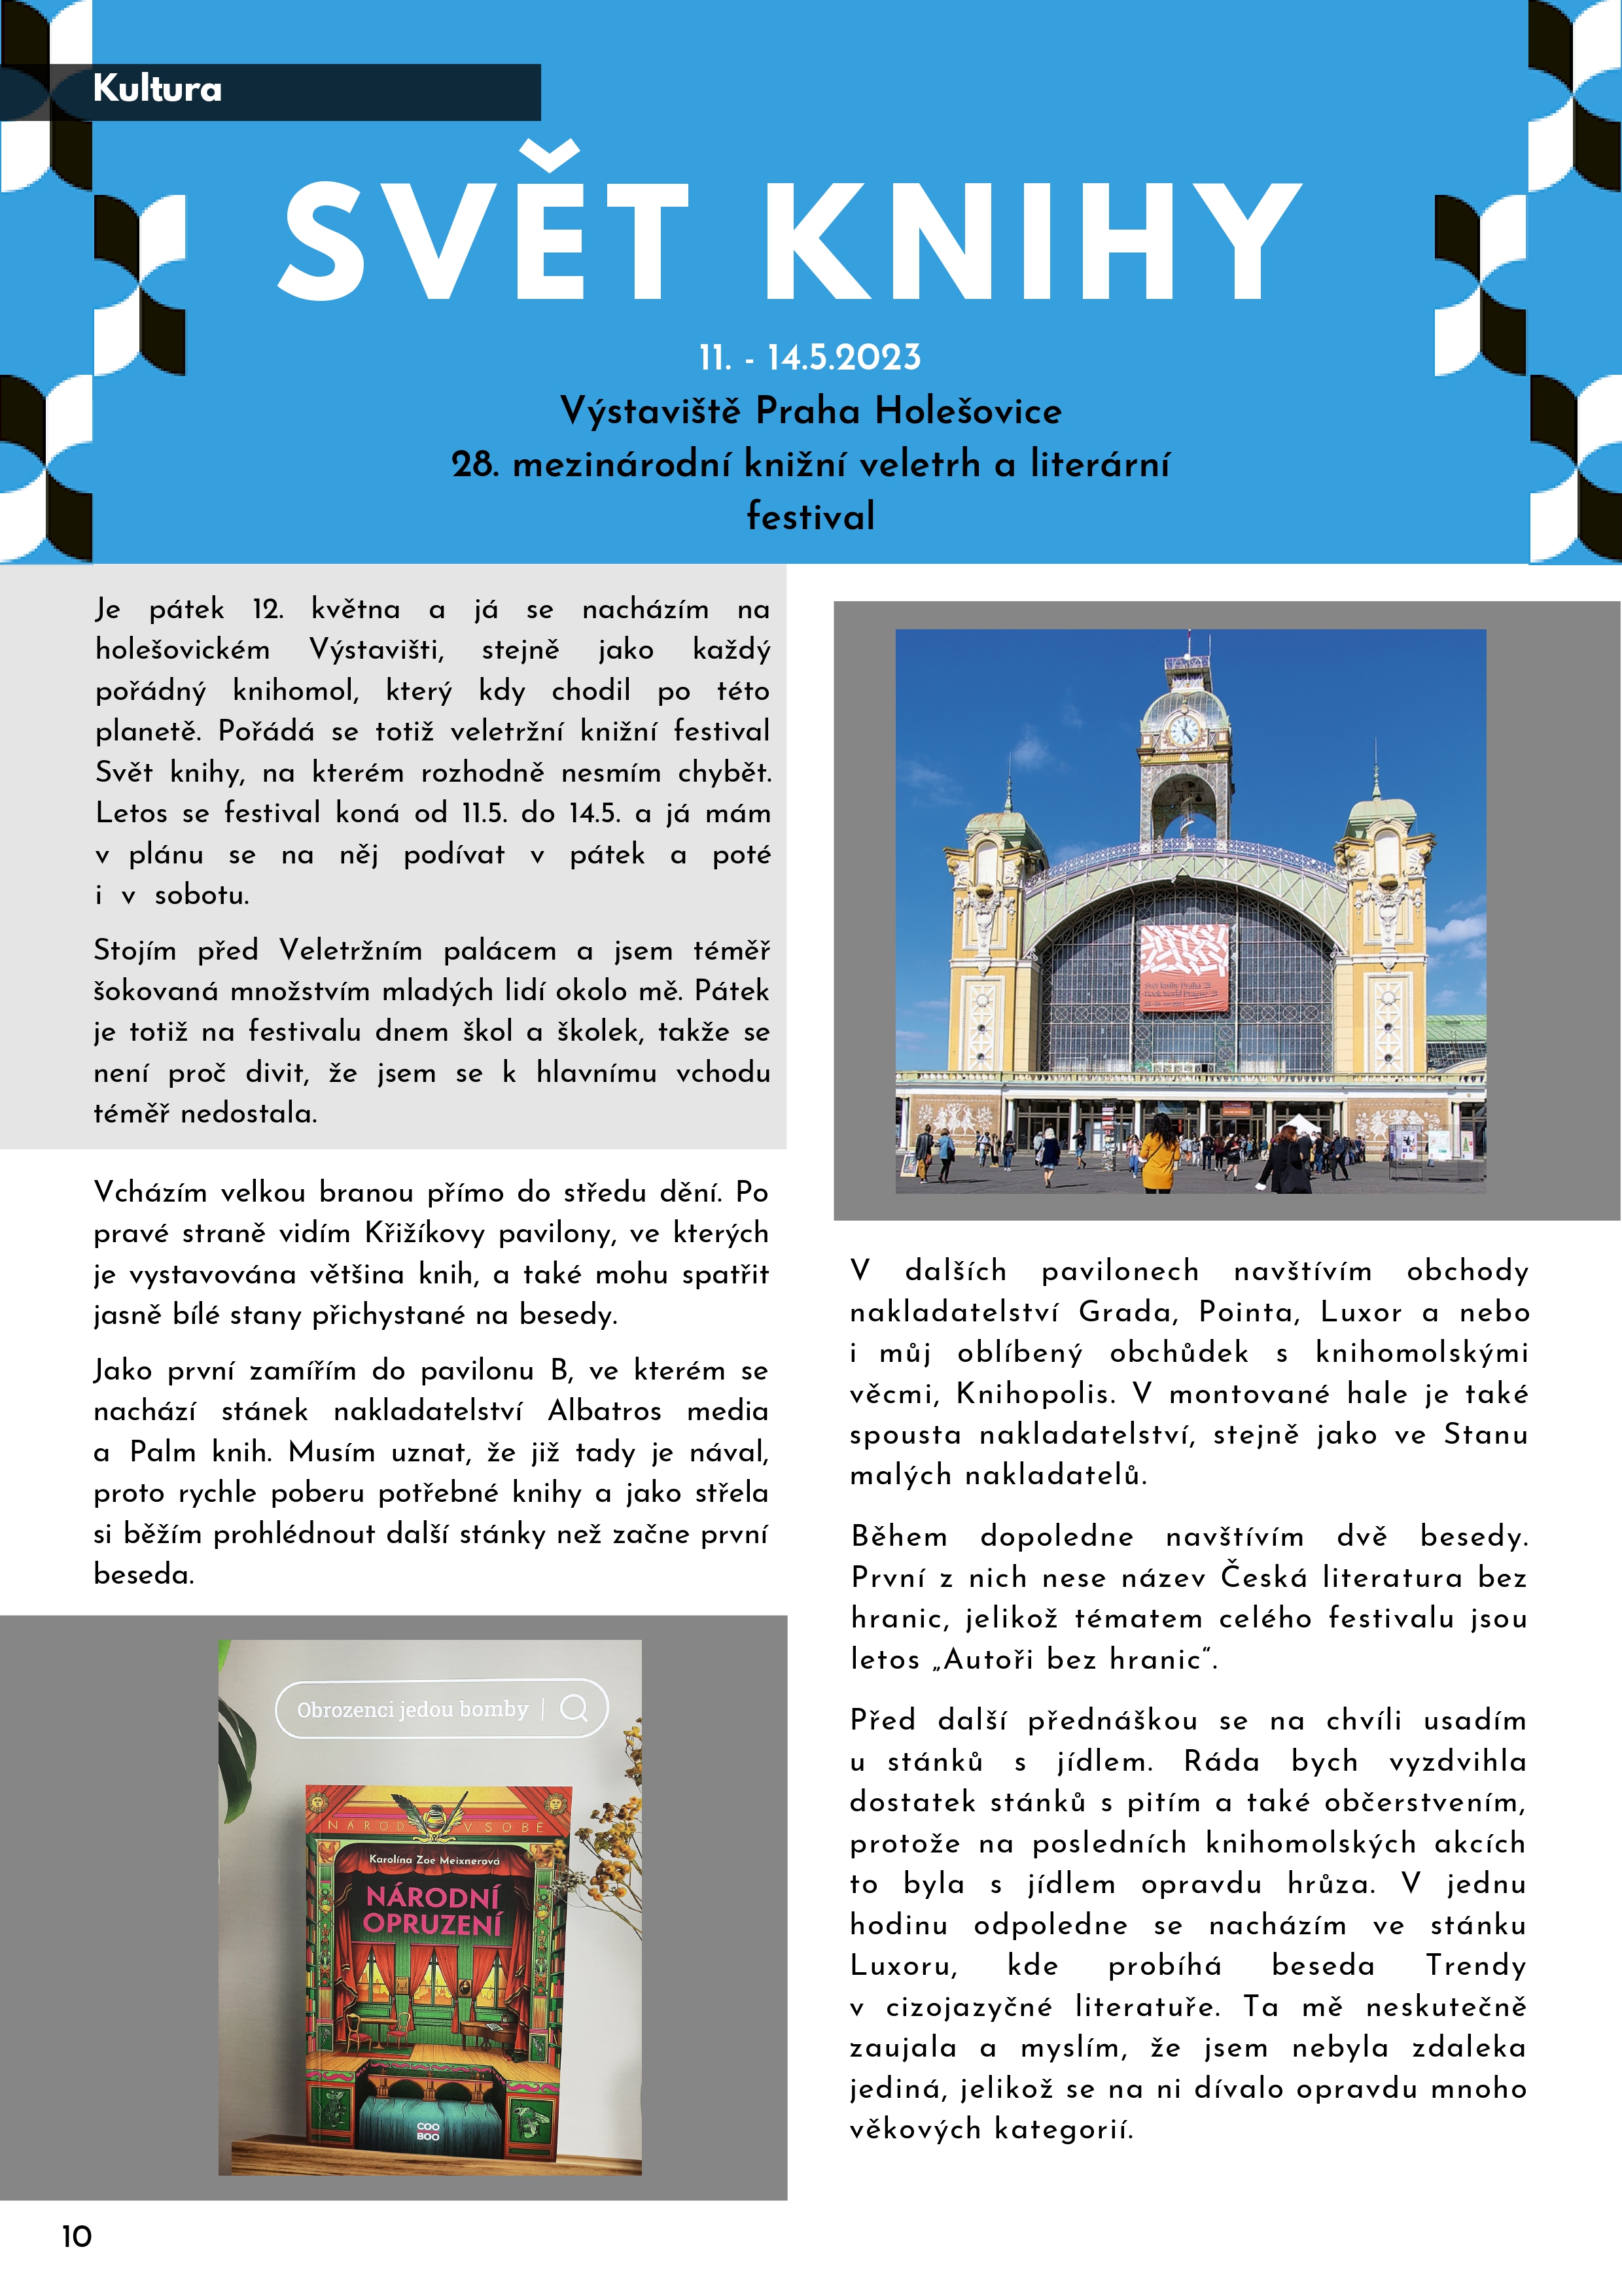 Kultura
SVĚT KNIHY
11. - 14.5.2023
Výstaviště Praha Holešovice
28. mezinárodní knižní veletrh a literární
festival
Je pátek 12. května a já se nacházím na
holešovickém Výstavišti, stejně jako každý
pořádný knihomol, který kdy chodil po této
planetě. Pořádá se totiž veletržní knižní festival
Svět knihy, na kterém rozhodně nesmím chybět.
Letos se festival koná od 11.5. do 14.5. a já mám
v plánu se na něj podívat v pátek a poté
i v sobotu.
Stojím před Veletržním palácem a jsem téměř
šokovaná množstvím mladých lidí okolo mě. Pátek
je totiž na festivalu dnem škol a školek, takže se
není proč divit, že jsem se k hlavnímu vchodu
téměř nedostala.
Vcházím velkou branou přímo do středu dění. Po
pravé straně vidím Křižíkovy pavilony, ve kterých
je vystavována většina knih, a také mohu spatřit
jasně bílé stany přichystané na besedy.
Jako první zamířím do pavilonu B, ve kterém se
nachází stánek nakladatelství Albatros media
a Palm knih. Musím uznat, že již tady je nával,
proto rychle poberu potřebné knihy a jako střela
si běžím prohlédnout další stánky než začne první
beseda.
Obrozenci jedou bomby
NÁROD V SOBĚ
Karolína Zoe Meixnerová
NÁRODNÍ
OPRUZENÍ
COO
BOO
Svět knihy Praha '21
Book World Prague '21
V dalších pavilonech navštívím obchody
nakladatelství Grada, Pointa, Luxor a nebo
i můj oblíbený obchůdek s knihomolskými
věcmi, Knihopolis. V montované hale je také
spousta nakladatelství, stejně jako ve Stanu
malých nakladatelů.
Během dopoledne navštívím dvě besedy.
První z nich nese název Česká literatura bez
hranic, jelikož tématem celého festivalu jsou
letos „Autoři bez hranic“.
Před další přednáškou se na chvíli usadím
u stánků s jídlem. Ráda bych vyzdvihla
dostatek stánků s pitím a také občerstvením,
protože na posledních knihomolských akcích
to byla s jídlem opravdu hrůza. V jednu
hodinu odpoledne se nacházím ve stánku
Luxoru, kde probíhá beseda Trendy
v cizojazyčné literatuře. Ta mě neskutečně
zaujala a myslím, že jsem nebyla zdaleka
jediná, jelikož se na ni dívalo opravdu mnoho
věkových kategorií.
10